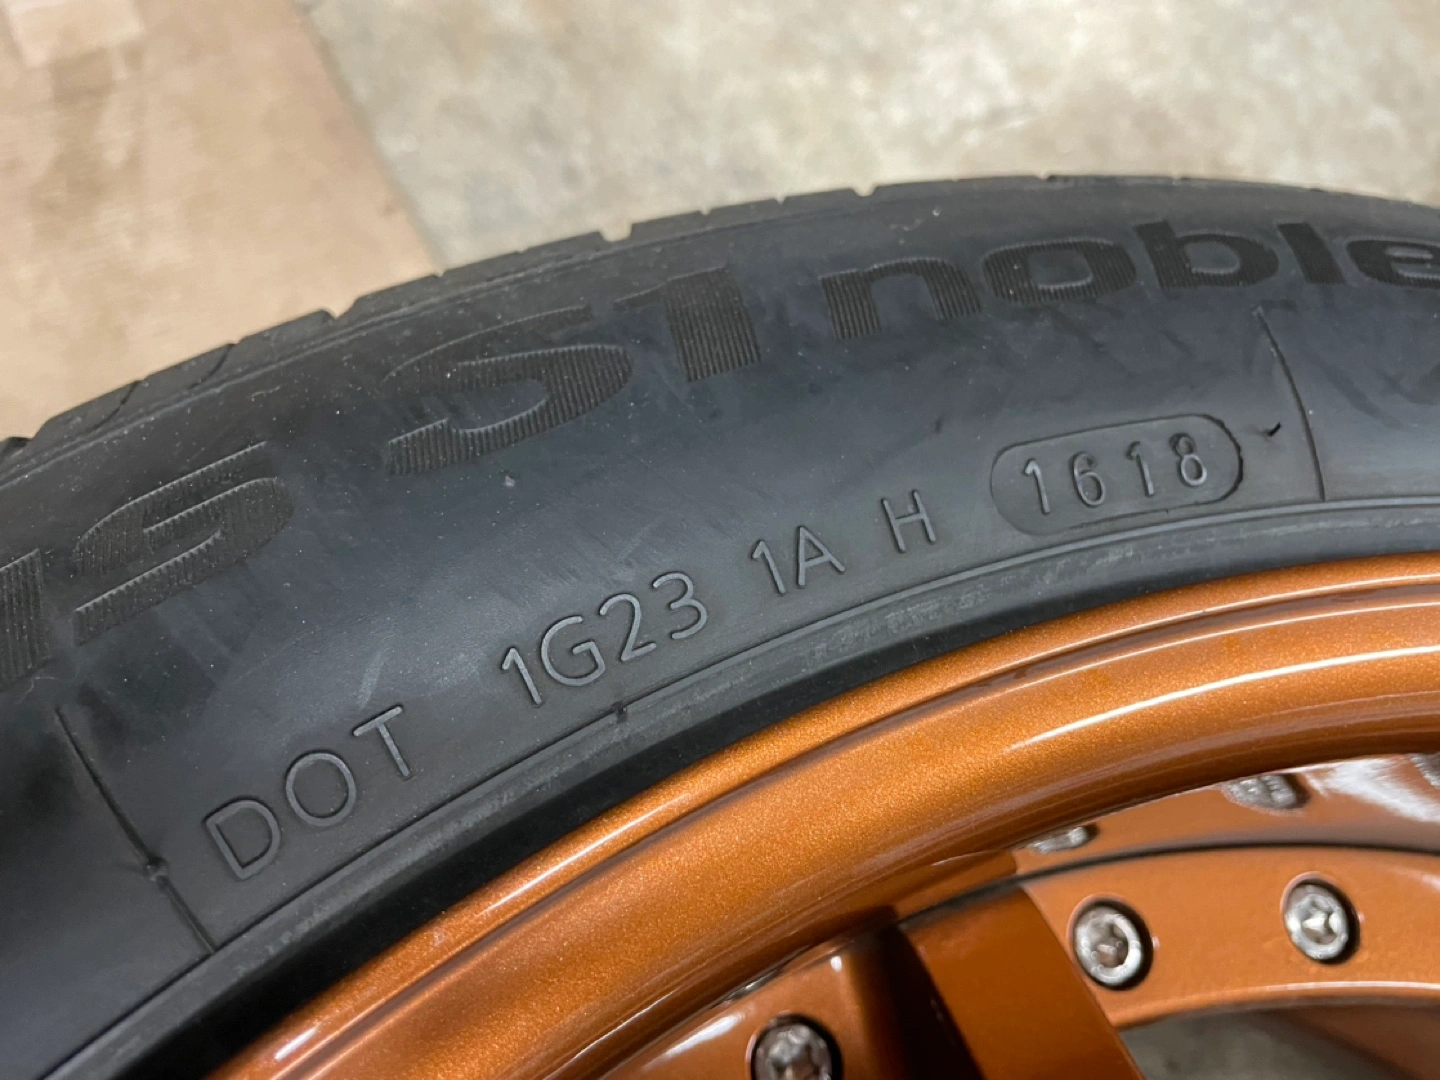 S1 noble
DOT 1G23 1A H 1618